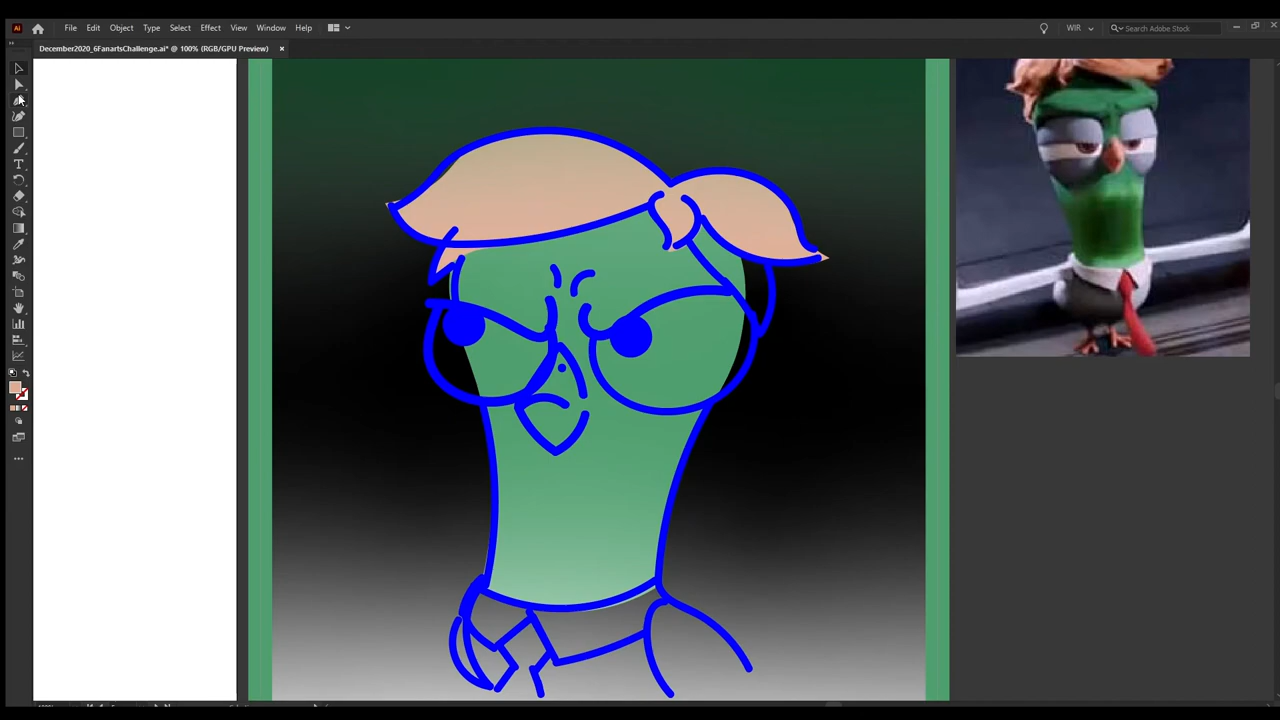 Ai File Edit Object Type Select Effect View Window Help WIR Search Adobe Stock
December2020_6FanartsChallenge.ai* @ 100% (RGB/GPU Preview) ×